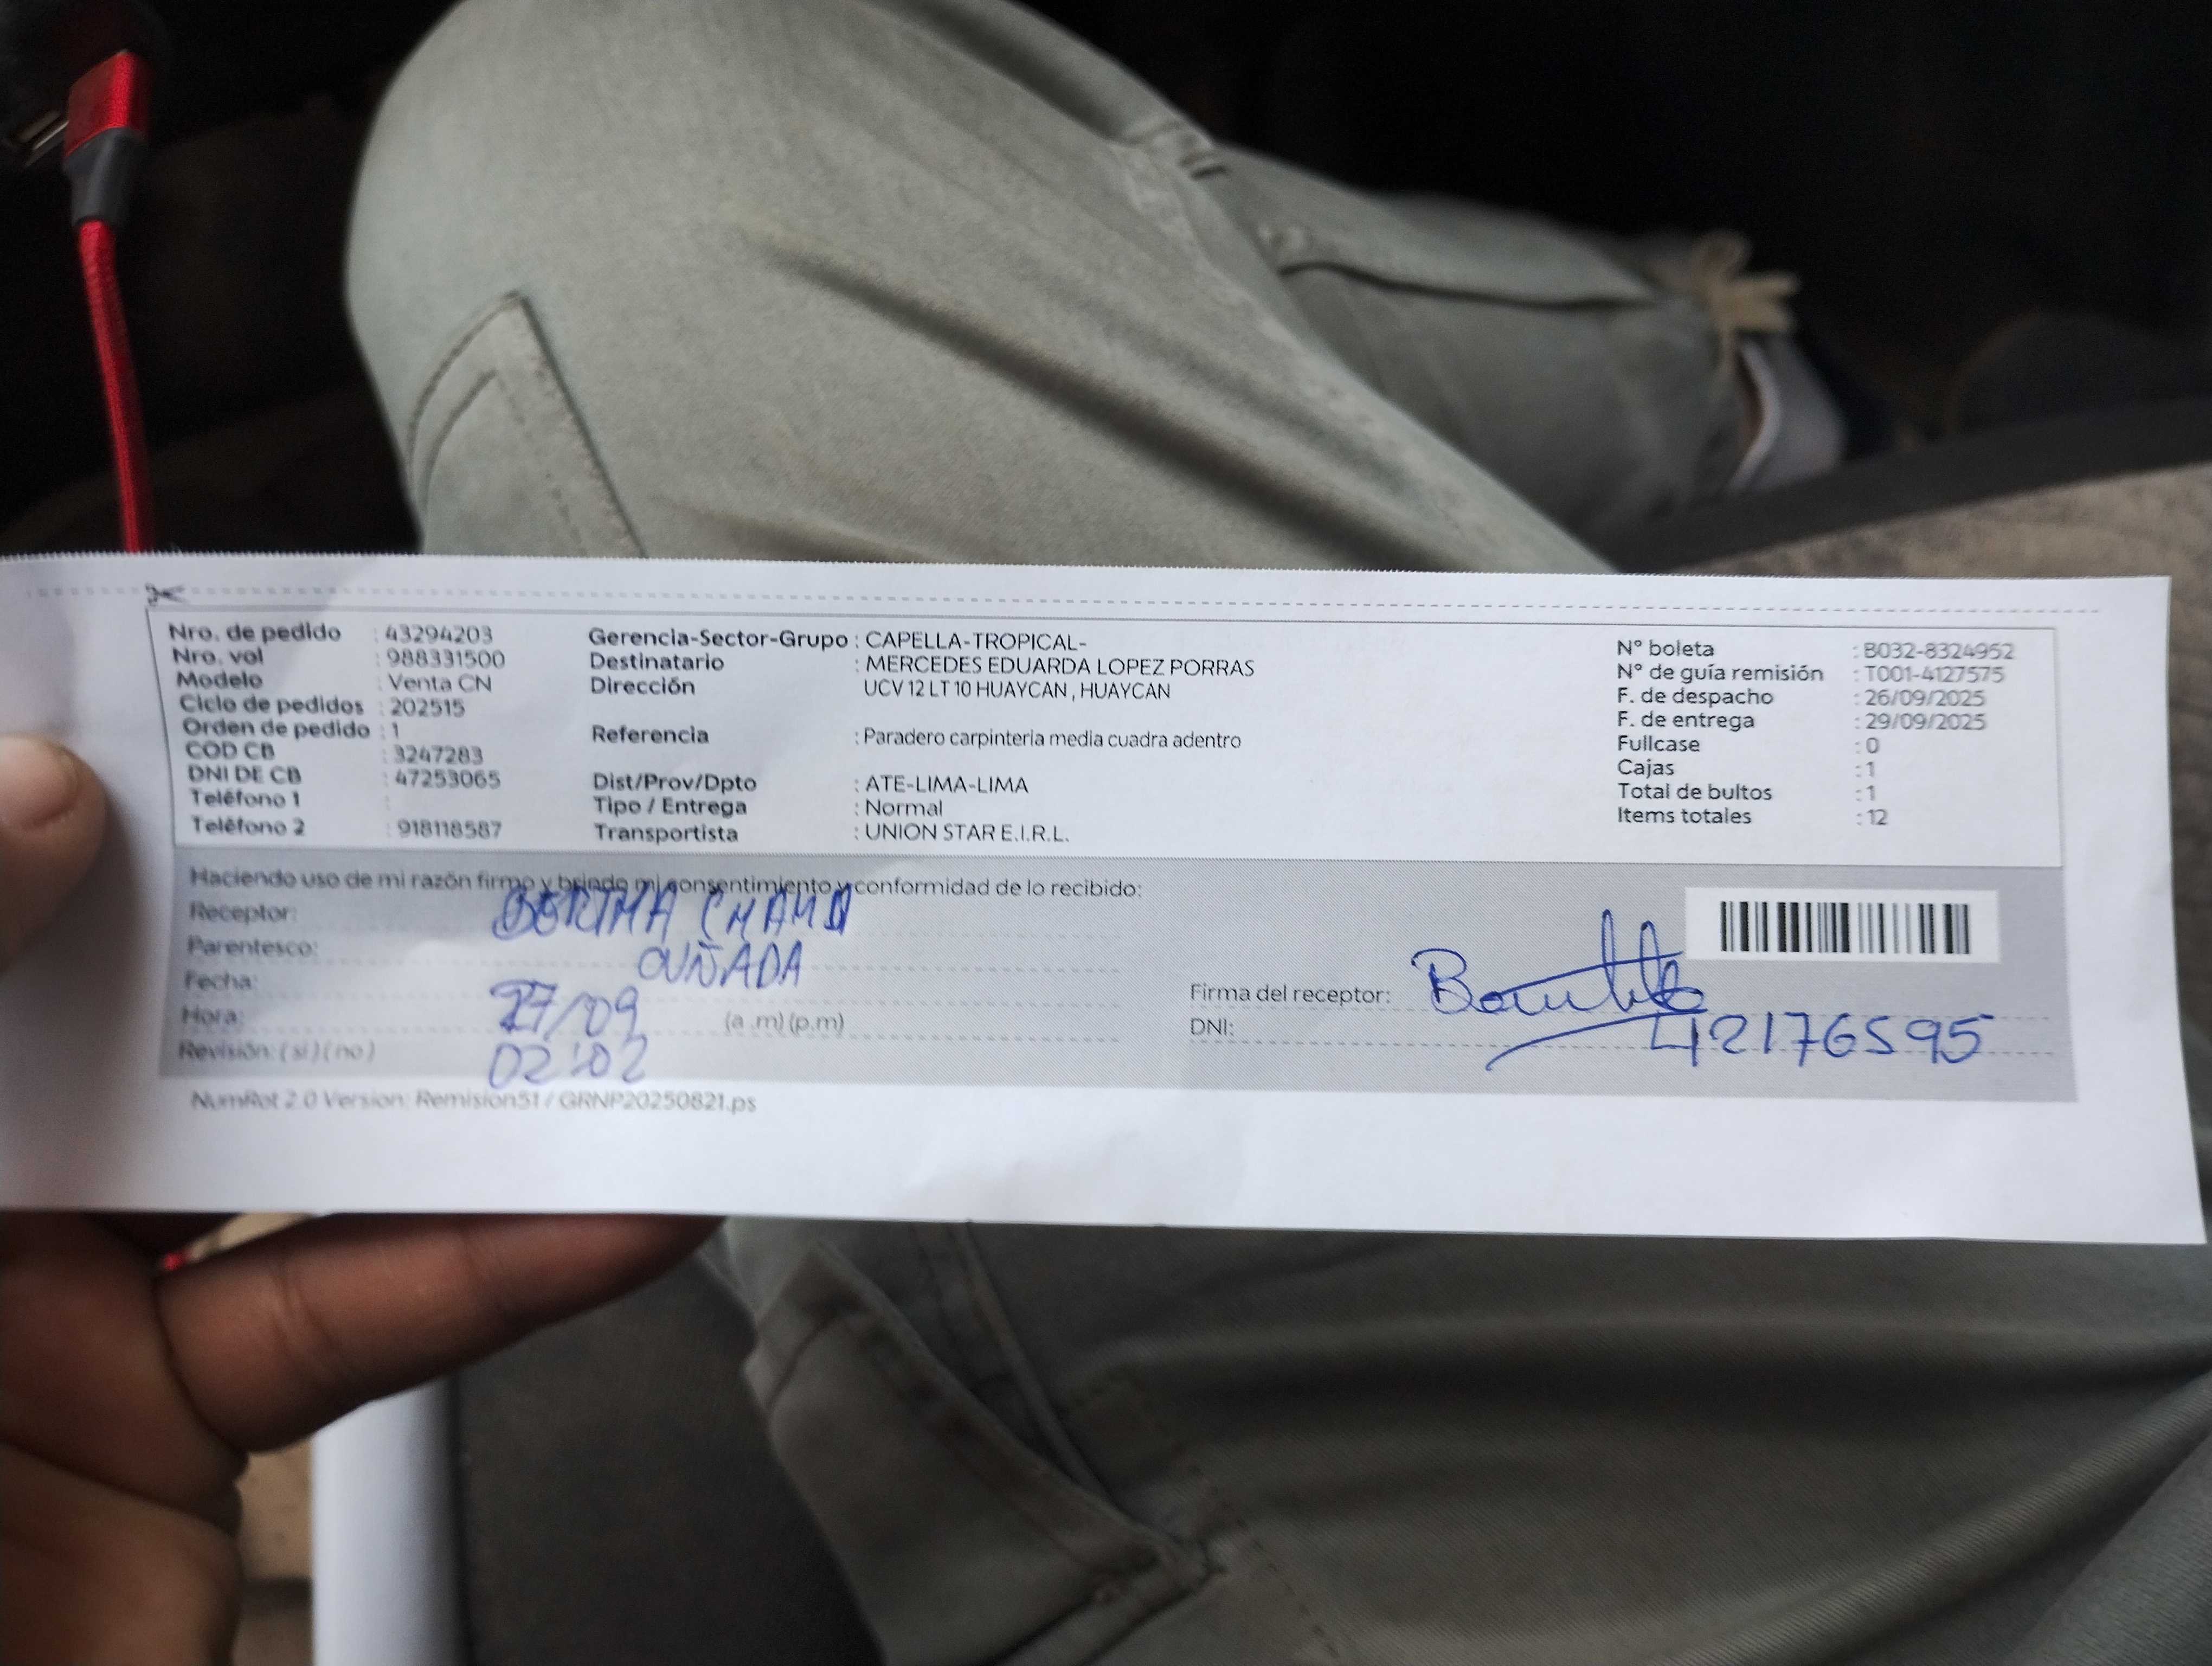 Nro. de pedido : 43294203
Nro. vol : 988331500
Modelo : Venta CN
Ciclo de pedidos : 202515
Orden de pedido : 1
COD CB : 3247283
DNI DE CB : 47253065
Teléfono 1 :
Teléfono 2 : 918118587
Gerencia-Sector-Grupo : CAPELLA-TROPICAL-
Destinatario : MERCEDES EDUARDA LOPEZ PORRAS
Dirección UCV 12 LT 10 HUAYCAN , HUAYCAN
Referencia : Paradero carpinteria media cuadra adentro
Dist/Prov/Dpto : ATE-LIMA-LIMA
Tipo / Entrega : Normal
Transportista : UNION STAR E.I.R.L.
N° boleta : B032-8324952
N° de guía remisión : T001-4127575
F. de despacho : 26/09/2025
F. de entrega : 29/09/2025
Fullcase : 0
Cajas : 1
Total de bultos : 1
Items totales : 12
Haciendo uso de mi razón firmo y brindo mi consentimiento y conformidad de lo recibido:
Receptor: BERTHA
Parentesco: CUÑADA
Fecha: 27/09
Hora: 02:02 (a .m) (p.m)
Revisión: ( si ) ( no )
Firma del receptor:
DNI: 42176595
NumRot 2.0 Version: Remision51 / GRNP20250821.ps